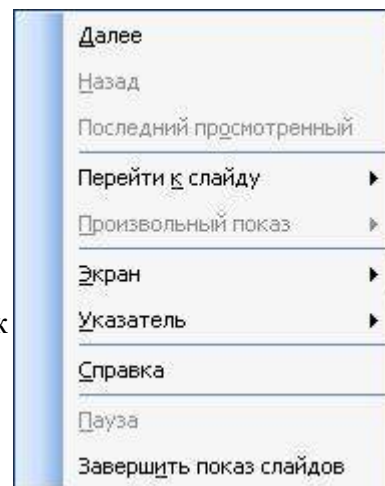 Далее
Назад
Последний просмотренный
Перейти к слайду
Произвольный показ
Экран
к Указатель
Справка
Пауза
Завершить показ слайдов